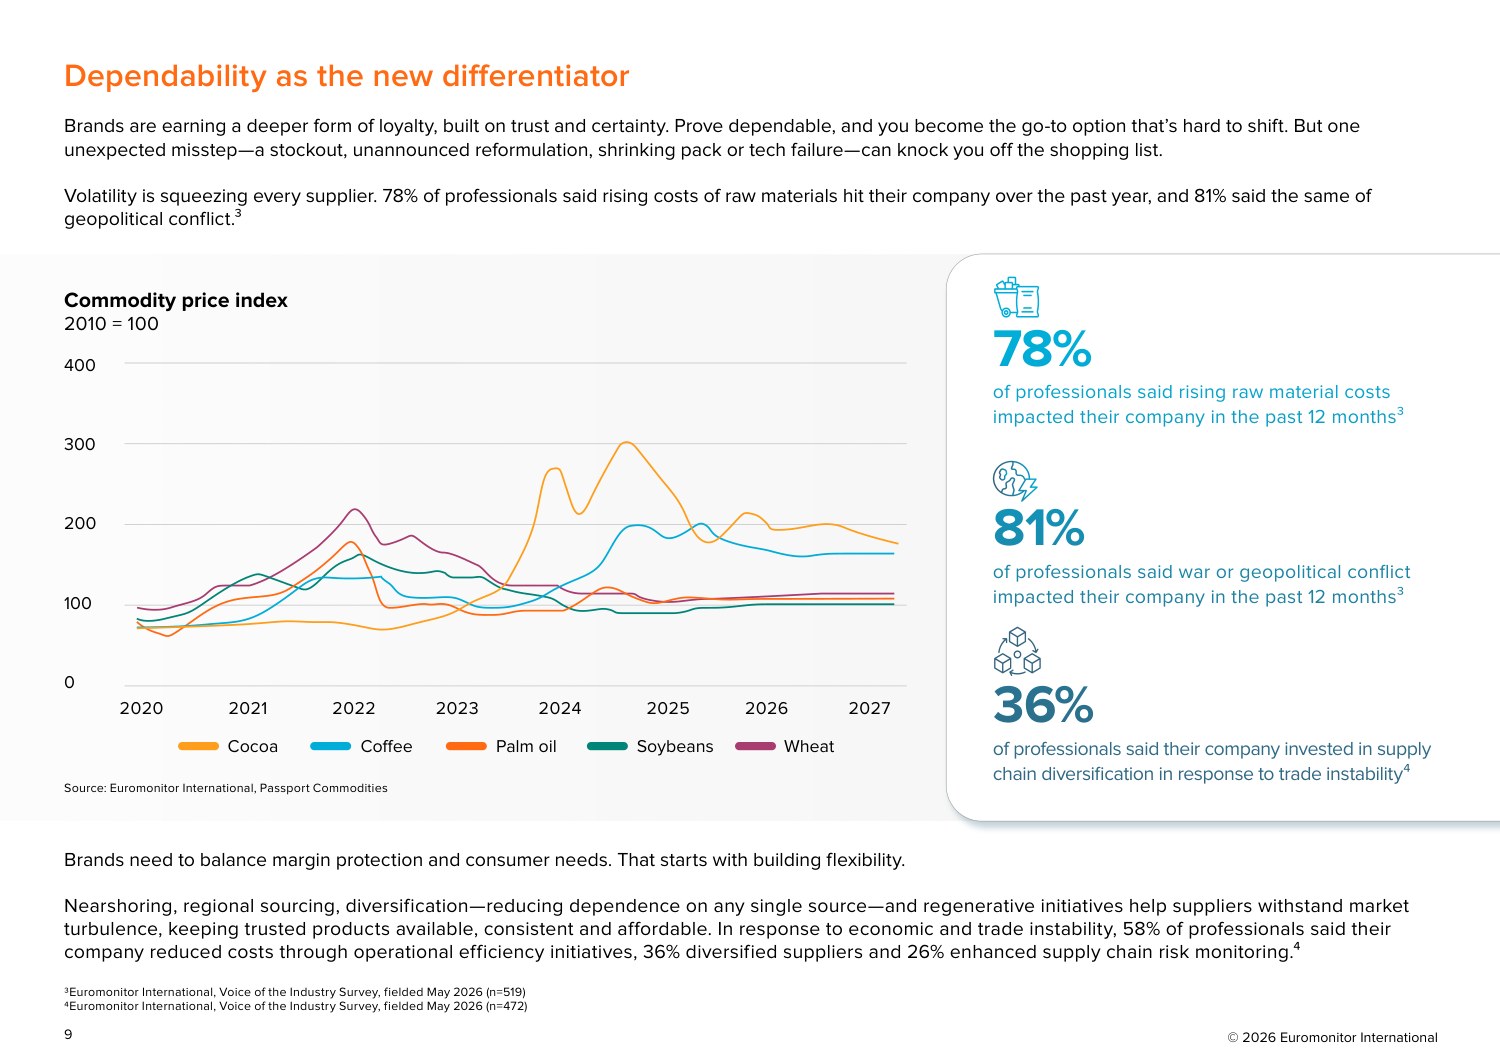 Dependability as the new differentiator
Brands are earning a deeper form of loyalty, built on trust and certainty. Prove dependable, and you become the go-to option that’s hard to shift. But one
unexpected misstep—a stockout, unannounced reformulation, shrinking pack or tech failure—can knock you off the shopping list.
Volatility is squeezing every supplier. 78% of professionals said rising costs of raw materials hit their company over the past year, and 81% said the same of
geopolitical conflict.³
Commodity price index
2010 = 100
400
300
200
100
0
2020 2021 2022 2023 2024 2025 2026 2027
Cocoa Coffee Palm oil Soybeans Wheat
Source: Euromonitor International, Passport Commodities
78%
of professionals said rising raw material costs
impacted their company in the past 12 months³
81%
of professionals said war or geopolitical conflict
impacted their company in the past 12 months³
36%
of professionals said their company invested in supply
chain diversification in response to trade instability⁴
Brands need to balance margin protection and consumer needs. That starts with building flexibility.
Nearshoring, regional sourcing, diversification—reducing dependence on any single source—and regenerative initiatives help suppliers withstand market
turbulence, keeping trusted products available, consistent and affordable. In response to economic and trade instability, 58% of professionals said their
company reduced costs through operational efficiency initiatives, 36% diversified suppliers and 26% enhanced supply chain risk monitoring.⁴
³Euromonitor International, Voice of the Industry Survey, fielded May 2026 (n=519)
⁴Euromonitor International, Voice of the Industry Survey, fielded May 2026 (n=472)
9
© 2026 Euromonitor International